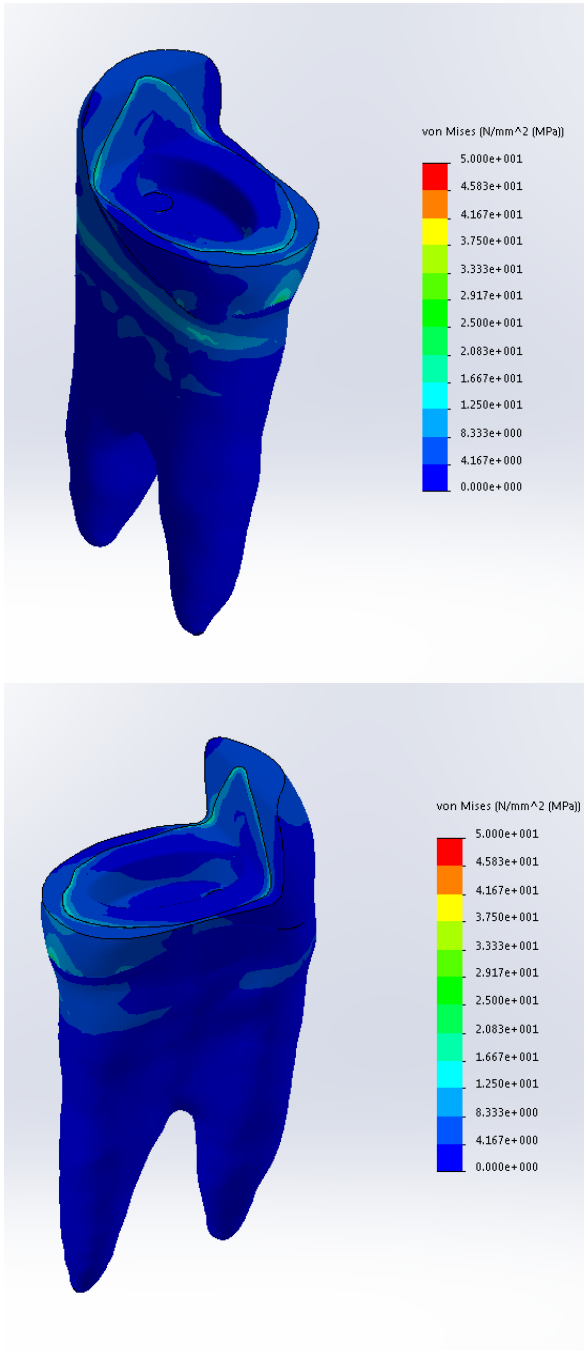 von Mises (N/mm^2 (MPa))
5.000e+001
4.583e+001
4.167e+001
3.750e+001
3.333e+001
2.917e+001
2.500e+001
2.083e+001
1.667e+001
1.250e+001
8.333e+000
4.167e+000
0.000e+000
von Mises (N/mm^2 (MPa))
5.000e+001
4.583e+001
4.167e+001
3.750e+001
3.333e+001
2.917e+001
2.500e+001
2.083e+001
1.667e+001
1.250e+001
8.333e+000
4.167e+000
0.000e+000